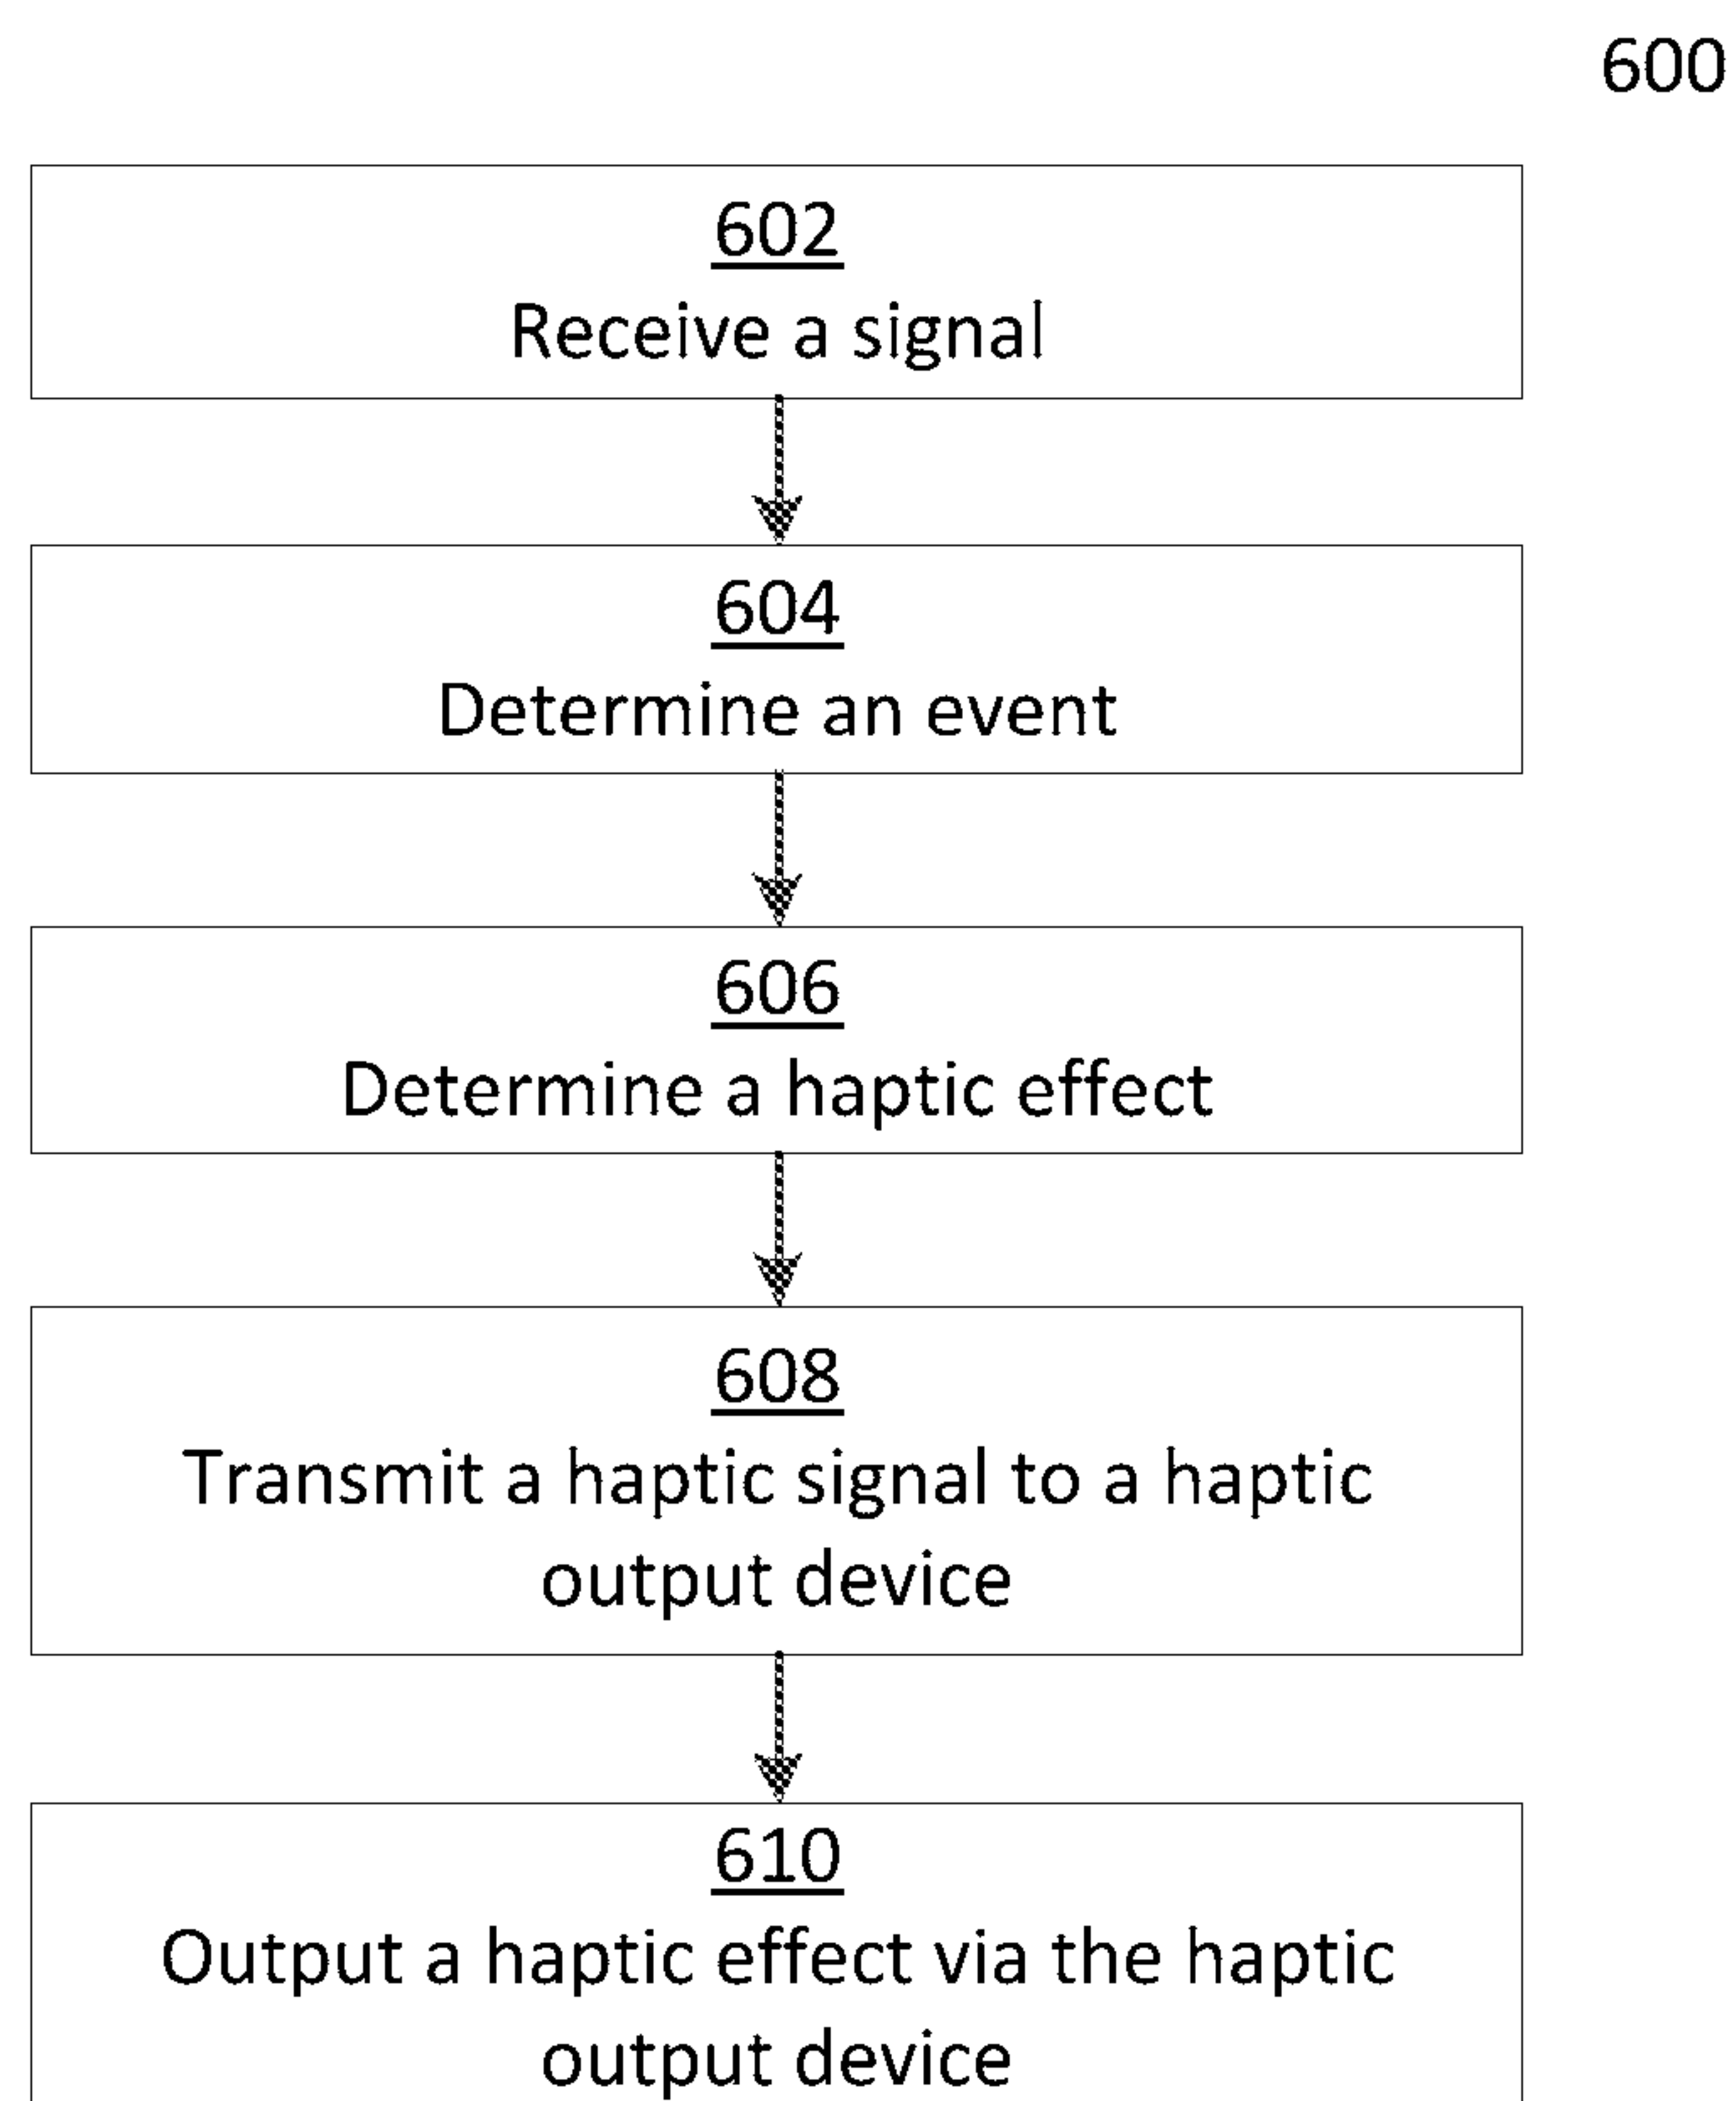 600
602
Receive a signal
604
Determine an event
606
Determine a haptic effect
608
Transmit a haptic signal to a haptic
output device
610
Output a haptic effect via the haptic
output device